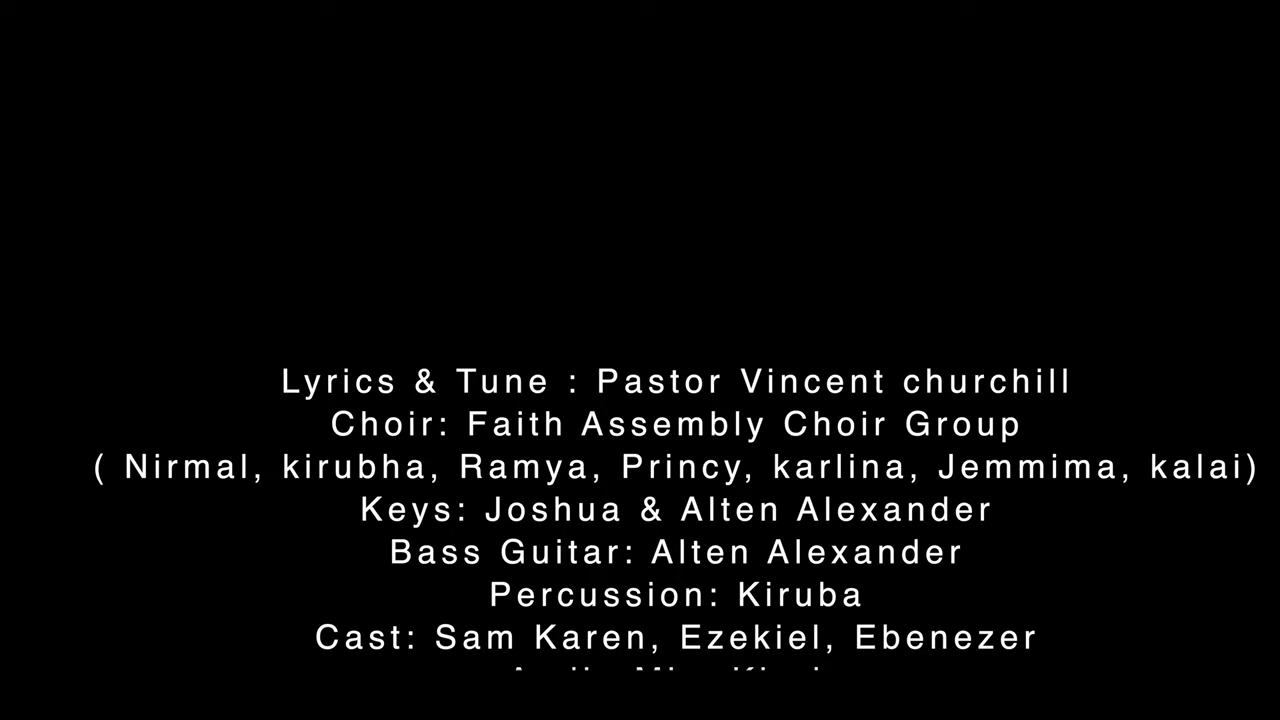 Lyrics & Tune : Pastor Vincent churchill
Choir: Faith Assembly Choir Group
( Nirmal, kirubha, Ramya, Princy, karlina, Jemmima, kalai)
Keys: Joshua & Alten Alexander
Bass Guitar: Alten Alexander
Percussion: Kiruba
Cast: Sam Karen, Ezekiel, Ebenezer